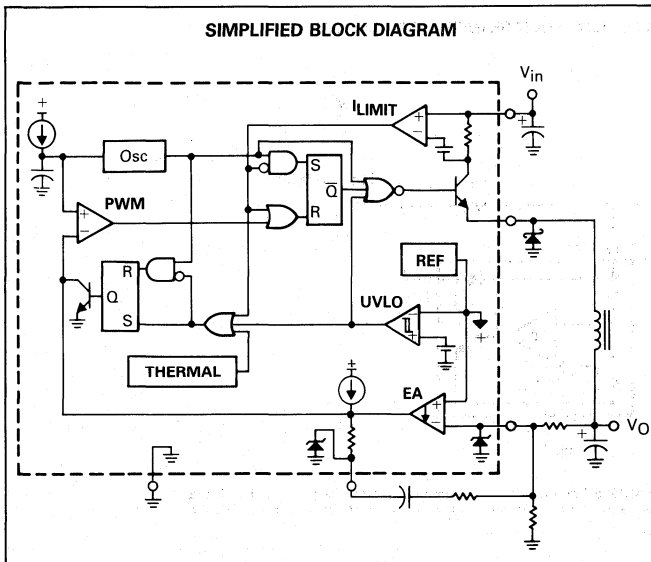 SIMPLIFIED BLOCK DIAGRAM
Vin
ILIMIT
+
−
+
+
Osc
S
Q̅
R
PWM
+
−
REF
R
Q
S
UVLO
−
+
+
THERMAL
+
EA
+
−
+
VO